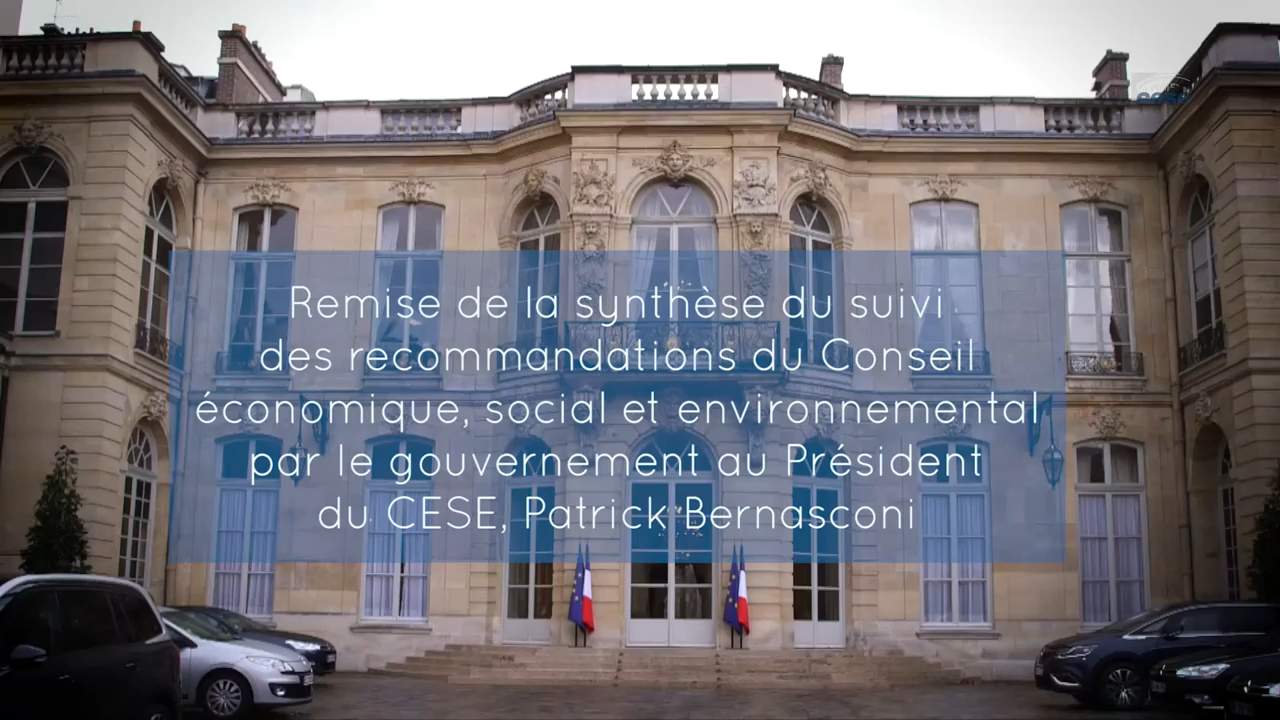 Remise de la synthèse du suivi
des recommandations du Conseil
économique, social et environnemental
par le gouvernement au Président
du CESE, Patrick Bernasconi